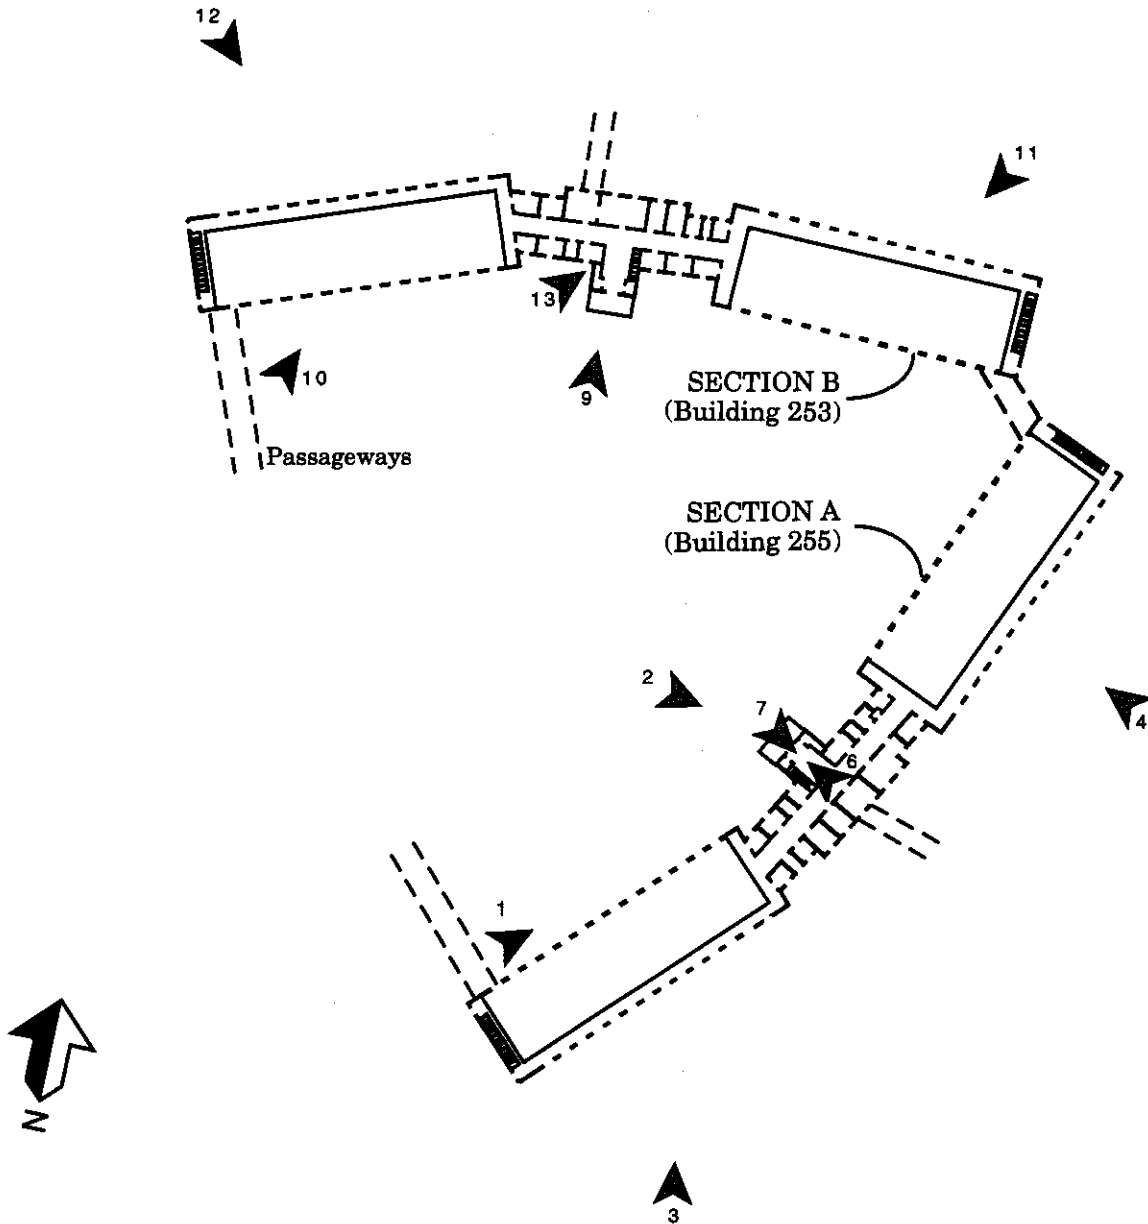 12
11
13
10
9
SECTION B
(Building 253)
Passageways
SECTION A
(Building 255)
2
7
4
6
1
N
3